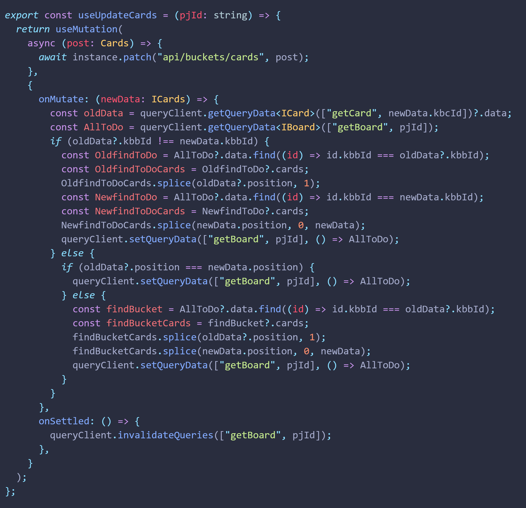 export const useUpdateCards = (pjId: string) => {
  return useMutation(
    async (post: Cards) => {
      await instance.patch("api/buckets/cards", post);
    },
    {
      onMutate: (newData: ICards) => {
        const oldData = queryClient.getQueryData<ICard>(["getCard", newData.kbcId])?.data;
        const AllToDo = queryClient.getQueryData<IBoard>(["getBoard", pjId]);
        if (oldData?.kbbId !== newData.kbbId) {
          const OldfindToDo = AllToDo?.data.find((id) => id.kbbId === oldData?.kbbId);
          const OldfindToDoCards = OldfindToDo?.cards;
          OldfindToDoCards.splice(oldData?.position, 1);
          const NewfindToDo = AllToDo?.data.find((id) => id.kbbId === newData.kbbId);
          const NewfindToDoCards = NewfindToDo?.cards;
          NewfindToDoCards.splice(newData.position, 0, newData);
          queryClient.setQueryData(["getBoard", pjId], () => AllToDo);
        } else {
          if (oldData?.position === newData.position) {
            queryClient.setQueryData(["getBoard", pjId], () => AllToDo);
          } else {
            const findBucket = AllToDo?.data.find((id) => id.kbbId === oldData?.kbbId);
            const findBucketCards = findBucket?.cards;
            findBucketCards.splice(oldData?.position, 1);
            findBucketCards.splice(newData.position, 0, newData);
            queryClient.setQueryData(["getBoard", pjId], () => AllToDo);
          }
        }
      },
      onSettled: () => {
        queryClient.invalidateQueries(["getBoard", pjId]);
      },
    }
  );
};